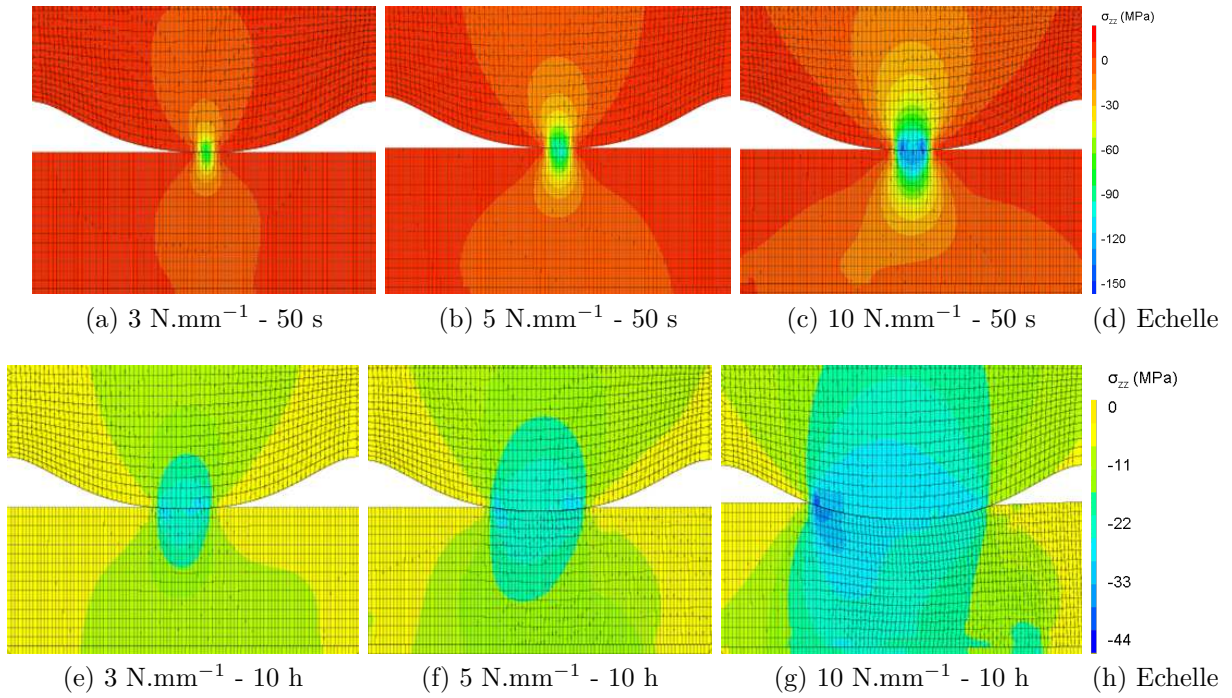 σzz (MPa)
0
-30
-60
-90
-120
-150
(a) 3 N.mm−1 - 50 s
(b) 5 N.mm−1 - 50 s
(c) 10 N.mm−1 - 50 s
(d) Echelle
σzz (MPa)
0
-11
-22
-33
-44
(e) 3 N.mm−1 - 10 h
(f) 5 N.mm−1 - 10 h
(g) 10 N.mm−1 - 10 h
(h) Echelle